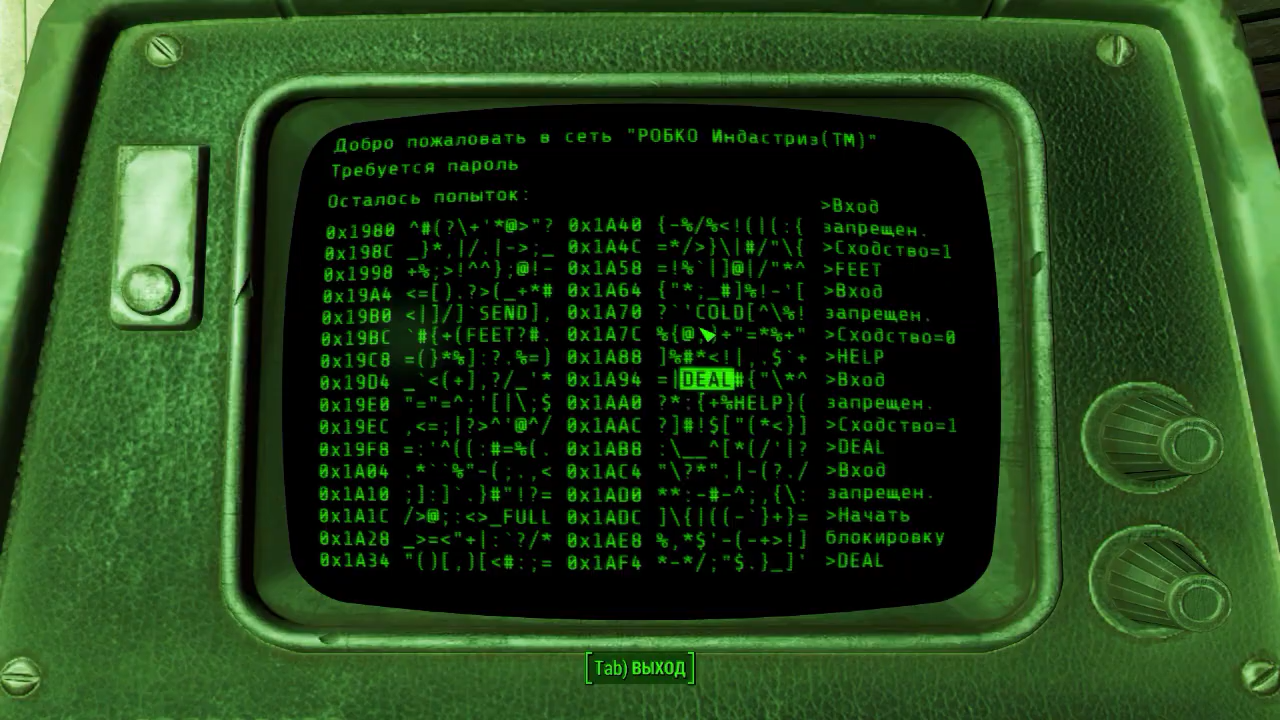 Добро пожаловать в сеть "РОБКО Индастриз(ТМ)"
Требуется пароль
Осталось попыток:
0x1980 ^#(?\+'*@>"? 0x1A40 {-%/%<!(|(:{
0x198C _}*,|/.|->;_ 0x1A4C =*/>}\|#/"\{
0x1998 +%;>!^^};@!- 0x1A58 =!%`|]@|/"*^
0x19A4 <=[).?>(_+*# 0x1A64 {"*;_#]%!-'[
0x19B0 <|]/]`SEND], 0x1A70 ?`'COLD[^\%!
0x19BC `#{+(FEET?#. 0x1A7C
0x19C8 =(}*%]:?,%=) 0x1A88 ]%#*<!|,.$`+
0x19D4 _`<(+],?/_'* 0x1A94 =|DEAL#{"\*^
0x19E0 "="=^;'[|\;$ 0x1AA0 ?*:{+%HELP}(
0x19EC ,<=;|?>^'@^/ 0x1AAC ?]#!$["(*<}]
0x19F8 =:'^((:#=%(. 0x1AB8 :\__^[*(/'|?
0x1A04 .*``%"-(;.,< 0x1AC4 "\?*".|-(?./
0x1A10 ;]:]`.}#"!?= 0x1AD0 **:-#-^;,{\:
0x1A1C />@;:<>_FULL 0x1ADC ]\{|((-`}+}=
0x1A28 _>=<"+|:`?/* 0x1AE8 %,*$'-(-+>!]
0x1A34 "()[,)[<#:;= 0x1AF4 *-*/;"$.}_]'
>Вход
запрещен.
>Сходство=1
>FEET
>Вход
запрещен.
>Сходство=0
>HELP
>Вход
запрещен.
>Сходство=1
>DEAL
>Вход
запрещен.
>Начать
блокировку
>DEAL
[Tab) ВЫХОД]